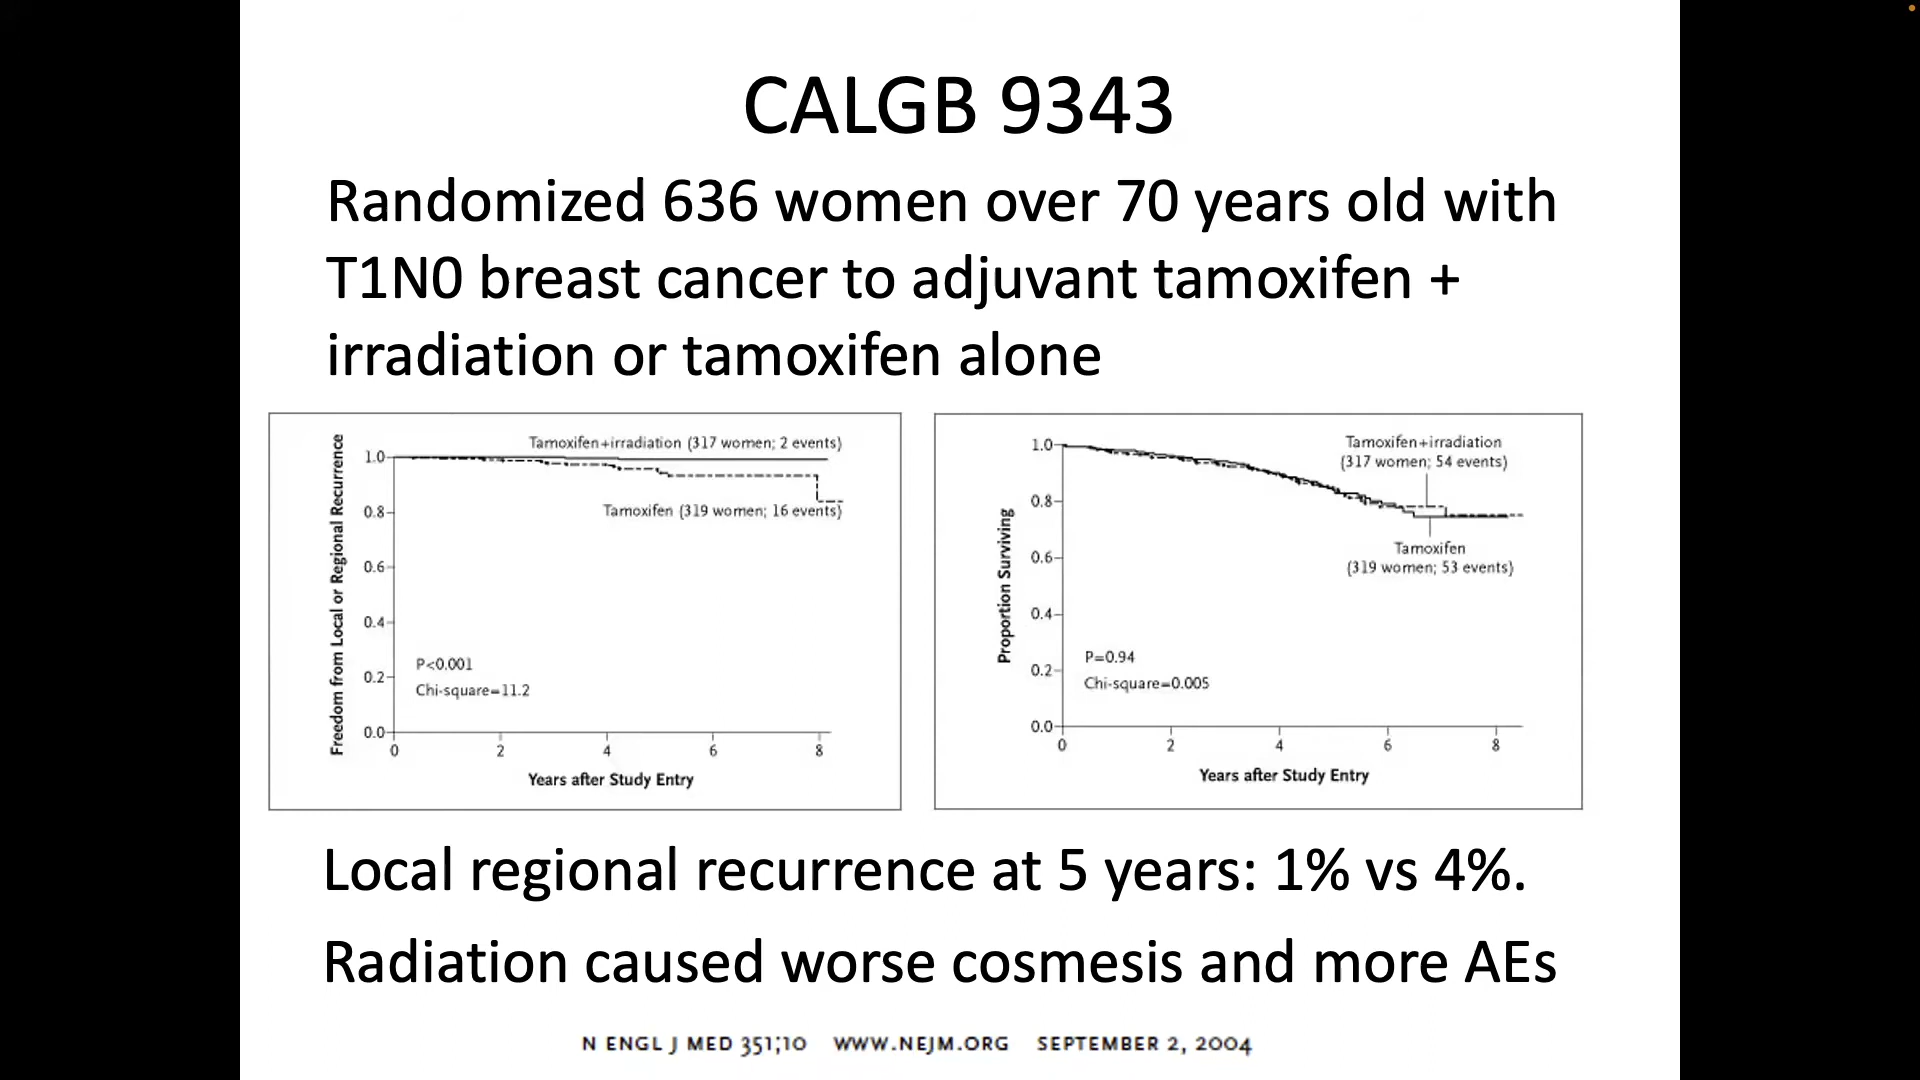 CALGB 9343
Randomized 636 women over 70 years old with
T1N0 breast cancer to adjuvant tamoxifen +
irradiation or tamoxifen alone
Freedom from Local or Regional Recurrence
Tamoxifen+irradiation (317 women; 2 events)
1.0
Tamoxifen (319 women; 16 events)
0.8
0.6
0.4
P<0.001
0.2
Chi-square=11.2
0.0
0 2 4 6 8
Years after Study Entry
Proportion Surviving
1.0
Tamoxifen+irradiation
(317 women; 54 events)
0.8
Tamoxifen
(319 women; 53 events)
0.6
0.4
P=0.94
0.2
Chi-square=0.005
0.0
0 2 4 6 8
Years after Study Entry
Local regional recurrence at 5 years: 1% vs 4%.
Radiation caused worse cosmesis and more AEs
N ENGL J MED 351;10 WWW.NEJM.ORG SEPTEMBER 2, 2004